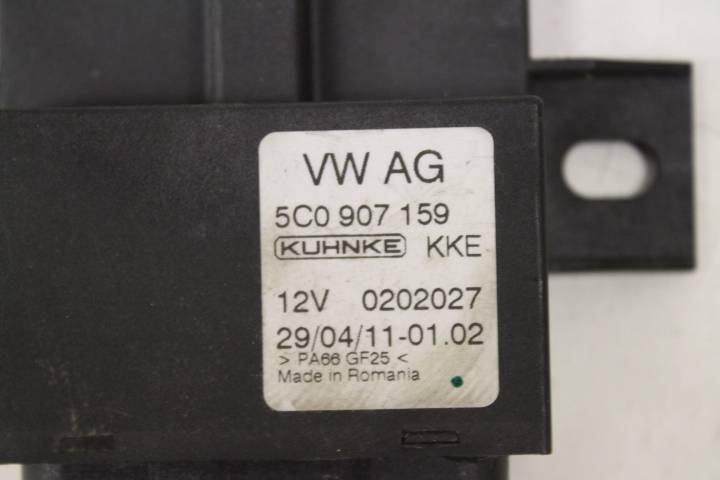 VW AG
5C0 907 159
KUHNKE KKE
12V 0202027
29/04/11-01.02
> PA66 GF25 <
Made in Romania